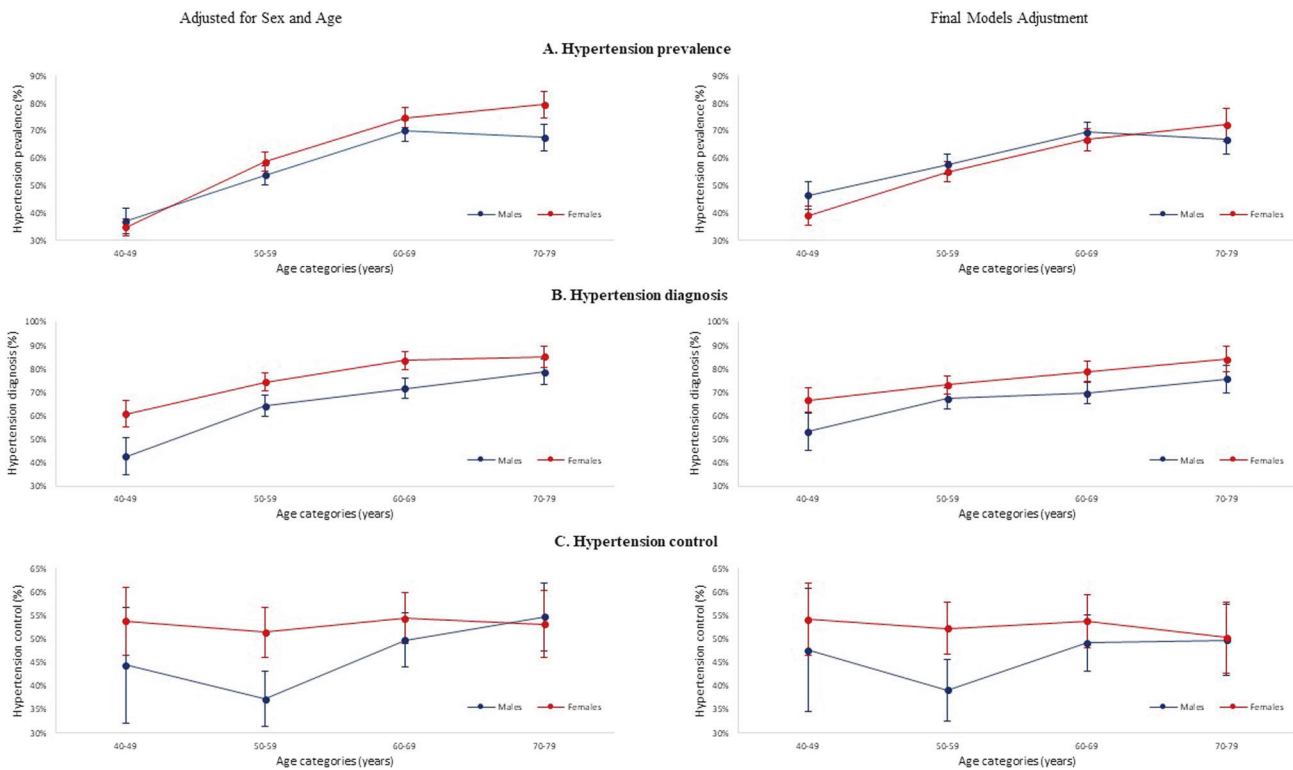 Adjusted for Sex and Age
Final Models Adjustment
A. Hypertension prevalence
Hypertension pevalence (%)
90%
80%
70%
60%
50%
40%
30%
Males
Females
40-49
50-59
60-69
70-79
Age categories (years)
Hypertension prevalence (%)
90%
80%
70%
60%
50%
40%
30%
Males
Females
40-49
50-59
60-69
70-79
Age categories (years)
B. Hypertension diagnosis
Hypertension diagnosis (%)
100%
90%
80%
70%
60%
50%
40%
30%
Males
Females
40-49
50-59
60-69
70-79
Age categories (years)
Hypertension diagnosis (%)
100%
90%
80%
70%
60%
50%
40%
30%
Males
Females
40-49
50-59
60-69
70-79
Age categories (years)
C. Hypertension control
Hypertension control (%)
65%
60%
55%
50%
45%
40%
35%
30%
Males
Females
40-49
50-59
60-69
70-79
Age categories (years)
Hypertension control (%)
65%
60%
55%
50%
45%
40%
35%
30%
Males
Females
40-49
50-59
60-69
70-79
Age categories (years)